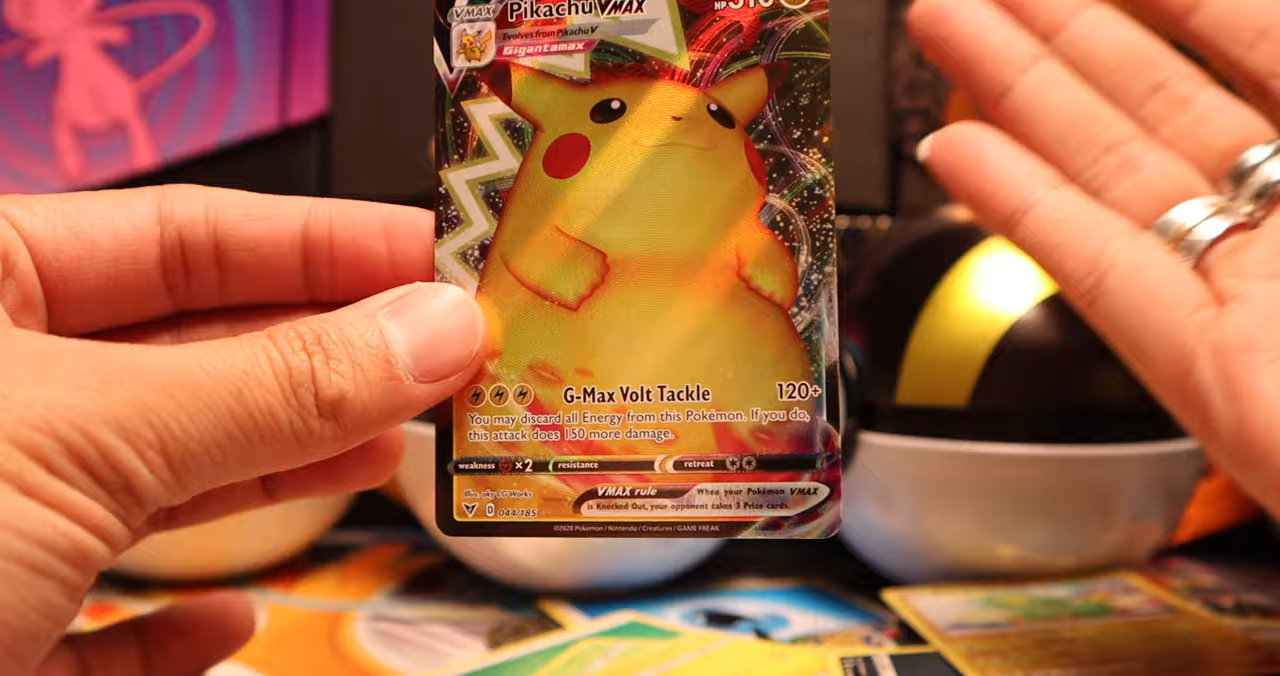 VMAX Pikachu VMAX HP310
Evolves from Pikachu V
Gigantamax
G-Max Volt Tackle 120+
You may discard all Energy from this Pokémon. If you do,
this attack does 150 more damage.
weakness ×2 resistance retreat
Illus. aky CG Works
VMAX rule When your Pokémon VMAX
is Knocked Out, your opponent takes 3 Prize cards.
D 044/185
©2020 Pokémon / Nintendo / Creatures / GAME FREAK